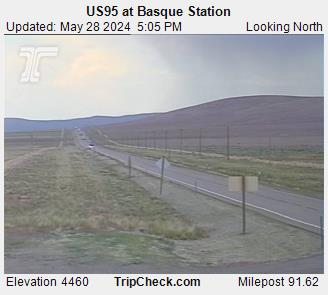 US95 at Basque Station
Updated: May 28 2024 5:05 PM Looking North
Elevation 4460 TripCheck.com Milepost 91.62